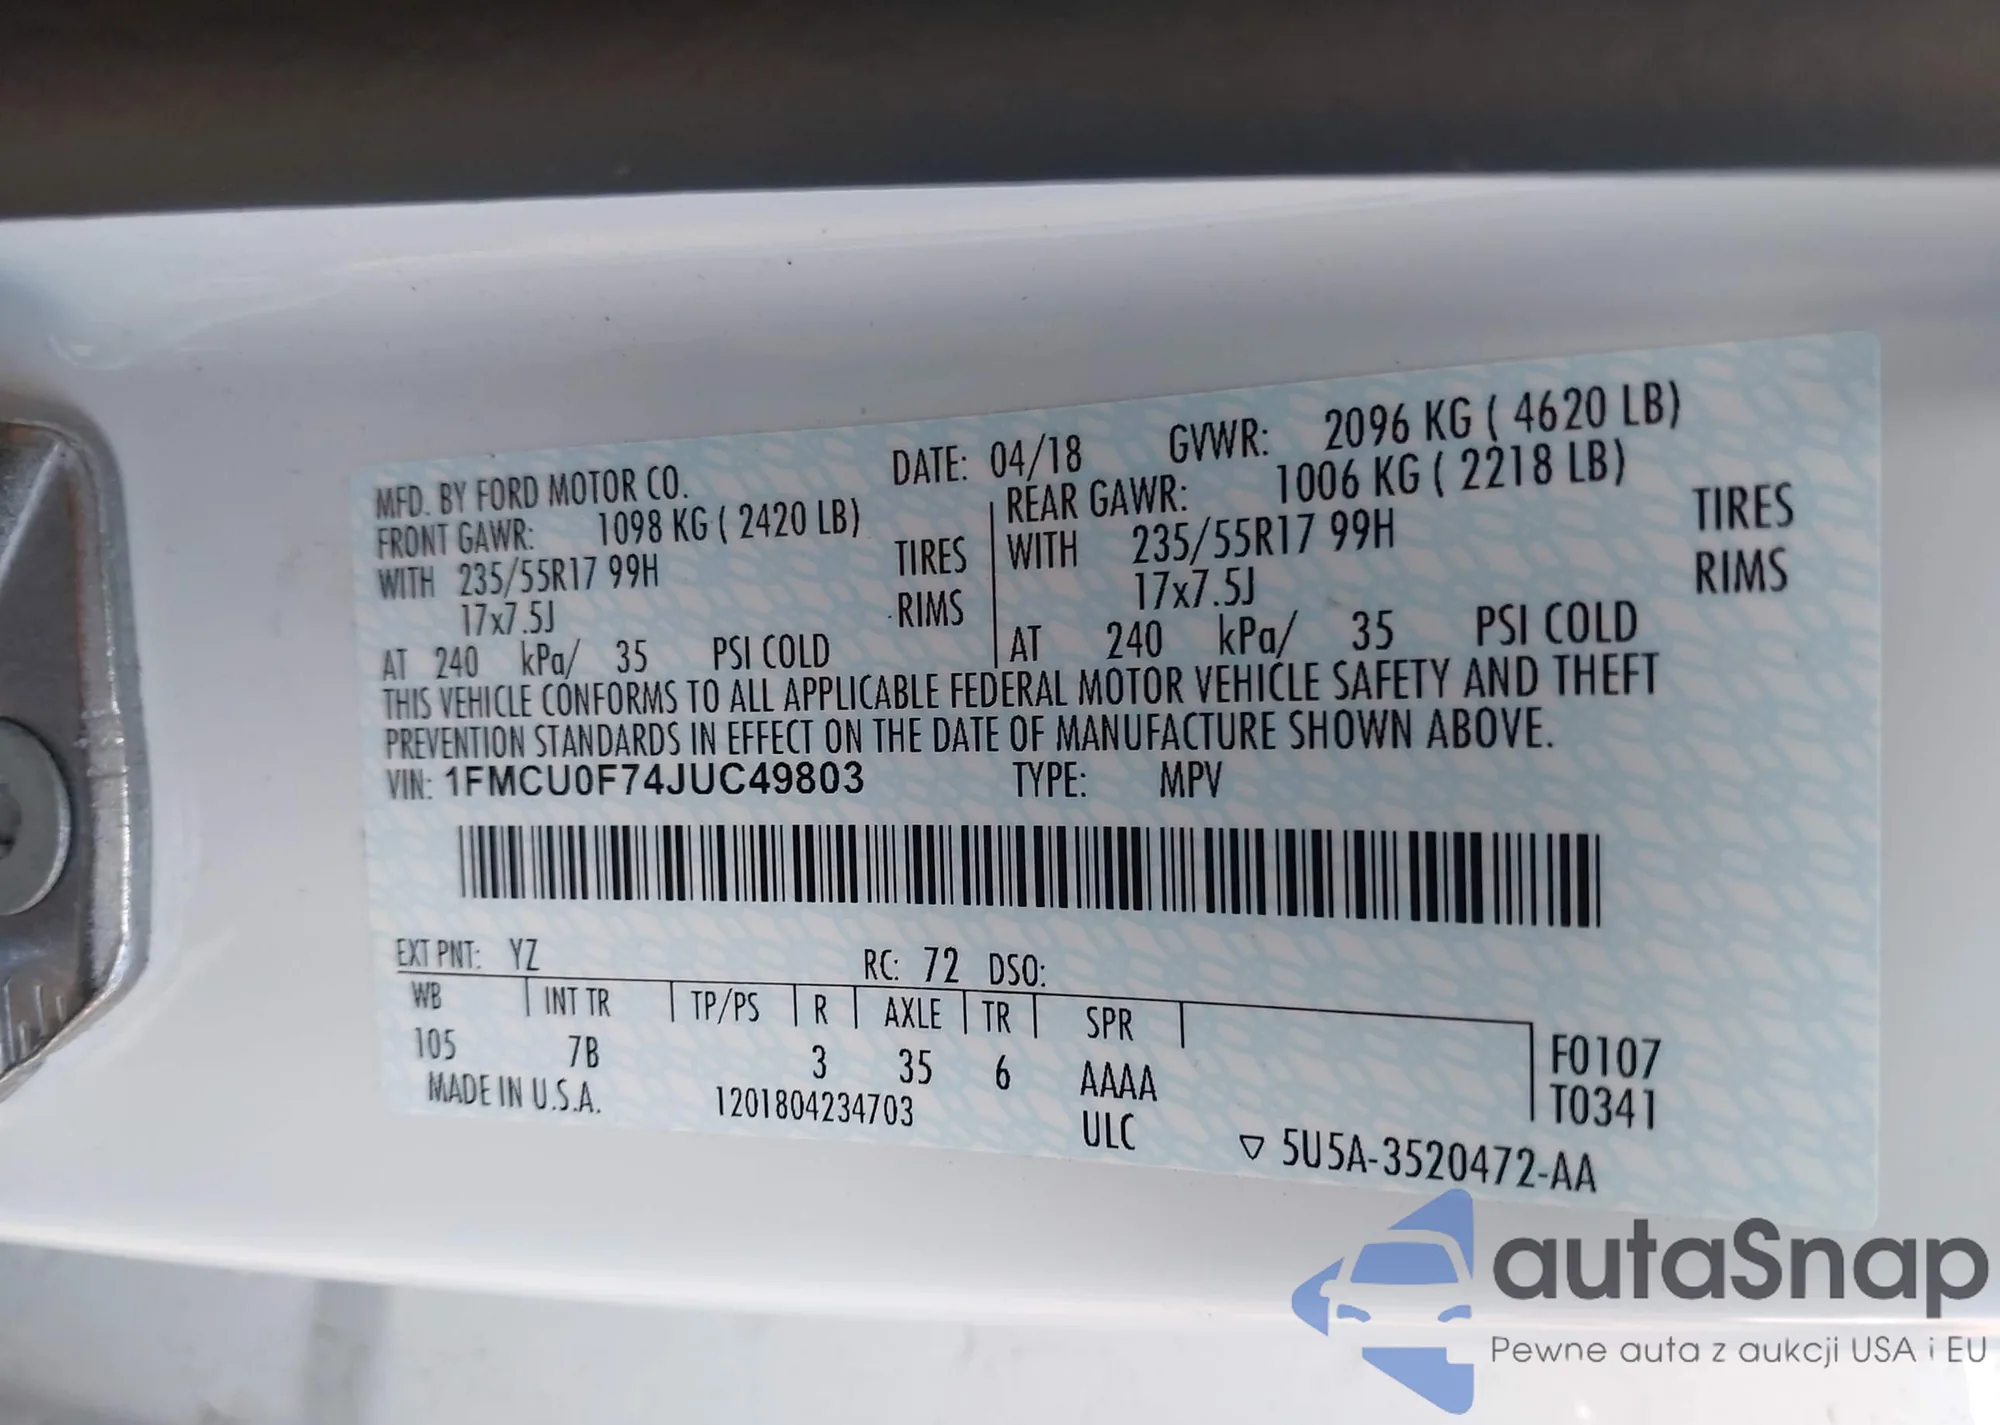 MFD. BY FORD MOTOR CO. DATE: 04/18 GVWR: 2096 KG ( 4620 LB)
FRONT GAWR: 1098 KG ( 2420 LB) REAR GAWR: 1006 KG ( 2218 LB)
WITH 235/55R17 99H TIRES WITH 235/55R17 99H TIRES
17x7.5J RIMS 17x7.5J RIMS
AT 240 kPa/ 35 PSI COLD AT 240 kPa/ 35 PSI COLD
THIS VEHICLE CONFORMS TO ALL APPLICABLE FEDERAL MOTOR VEHICLE SAFETY AND THEFT
PREVENTION STANDARDS IN EFFECT ON THE DATE OF MANUFACTURE SHOWN ABOVE.
VIN: 1FMCU0F74JUC49803 TYPE: MPV
EXT PNT: YZ RC: 72 DSO:
WB INT TR TP/PS R AXLE TR SPR
105 7B 3 35 6 AAAA F0107
MADE IN U.S.A. 1201804234703 ULC T0341
▽ 5U5A-3520472-AA
autaSnap
Pewne auta z aukcji USA i EU